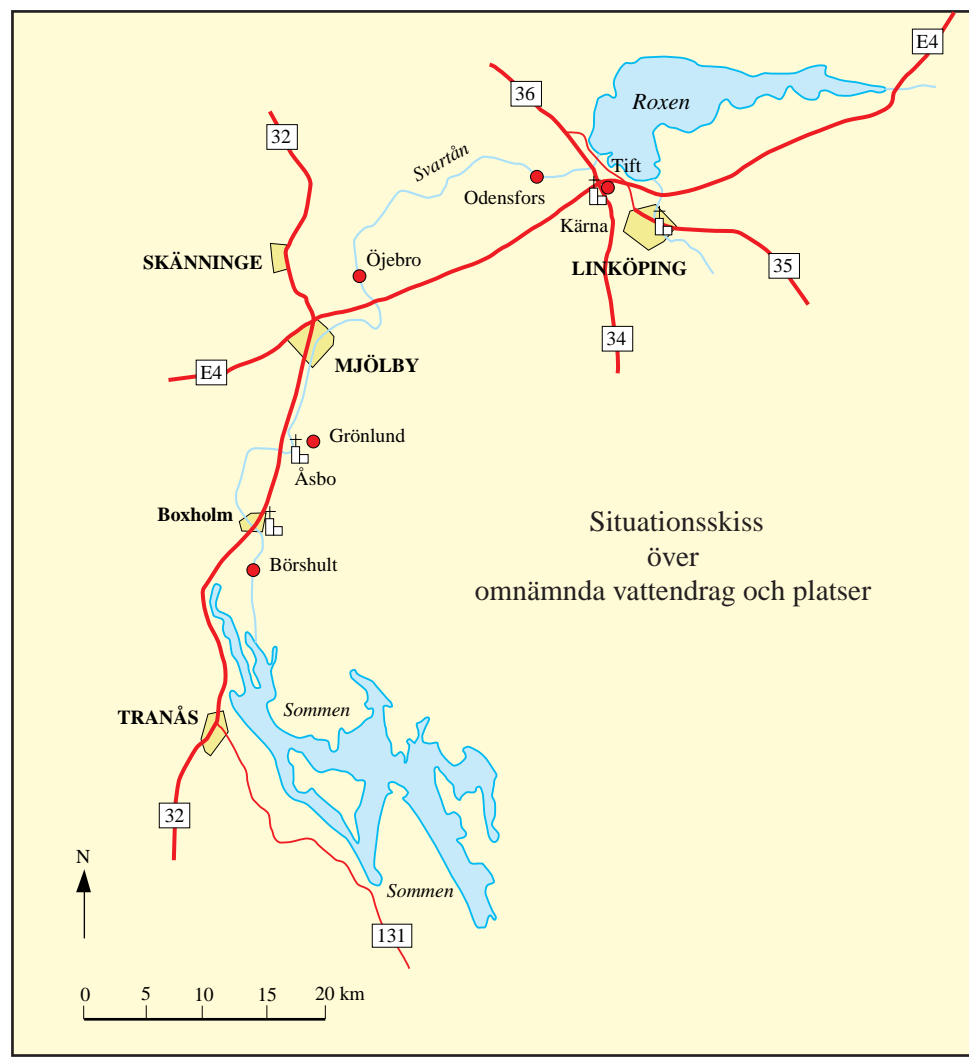 E4
36
Roxen
32
Svartån
Tift
Odensfors
Kärna
SKÄNNINGE
Öjebro
LINKÖPING
35
34
MJÖLBY
E4
Grönlund
Åsbo
Boxholm
Situationsskiss
över
omnämnda vattendrag och platser
Börshult
Sommen
TRANÅS
32
N
Sommen
131
0 5 10 15 20 km